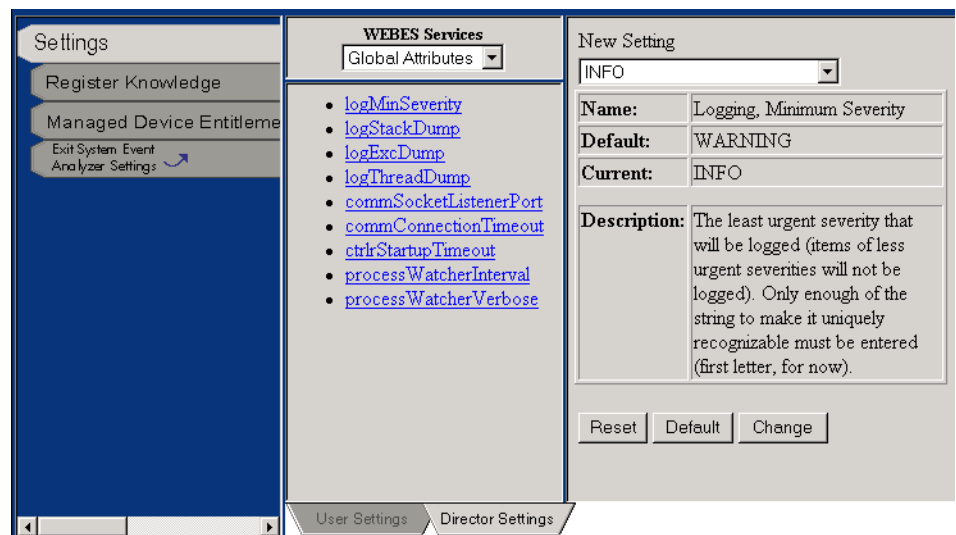 Settings
Register Knowledge
Managed Device Entitleme
Exit System Event
Analyzer Settings
WEBES Services
Global Attributes
logMinSeverity
logStackDump
logExcDump
logThreadDump
commSocketListenerPort
commConnectionTimeout
ctrlrStartupTimeout
processWatcherInterval
processWatcherVerbose
User Settings
Director Settings
New Setting
INFO
Name: Logging, Minimum Severity
Default: WARNING
Current: INFO
Description: The least urgent severity that
will be logged (items of less
urgent severities will not be
logged). Only enough of the
string to make it uniquely
recognizable must be entered
(first letter, for now).
Reset Default Change